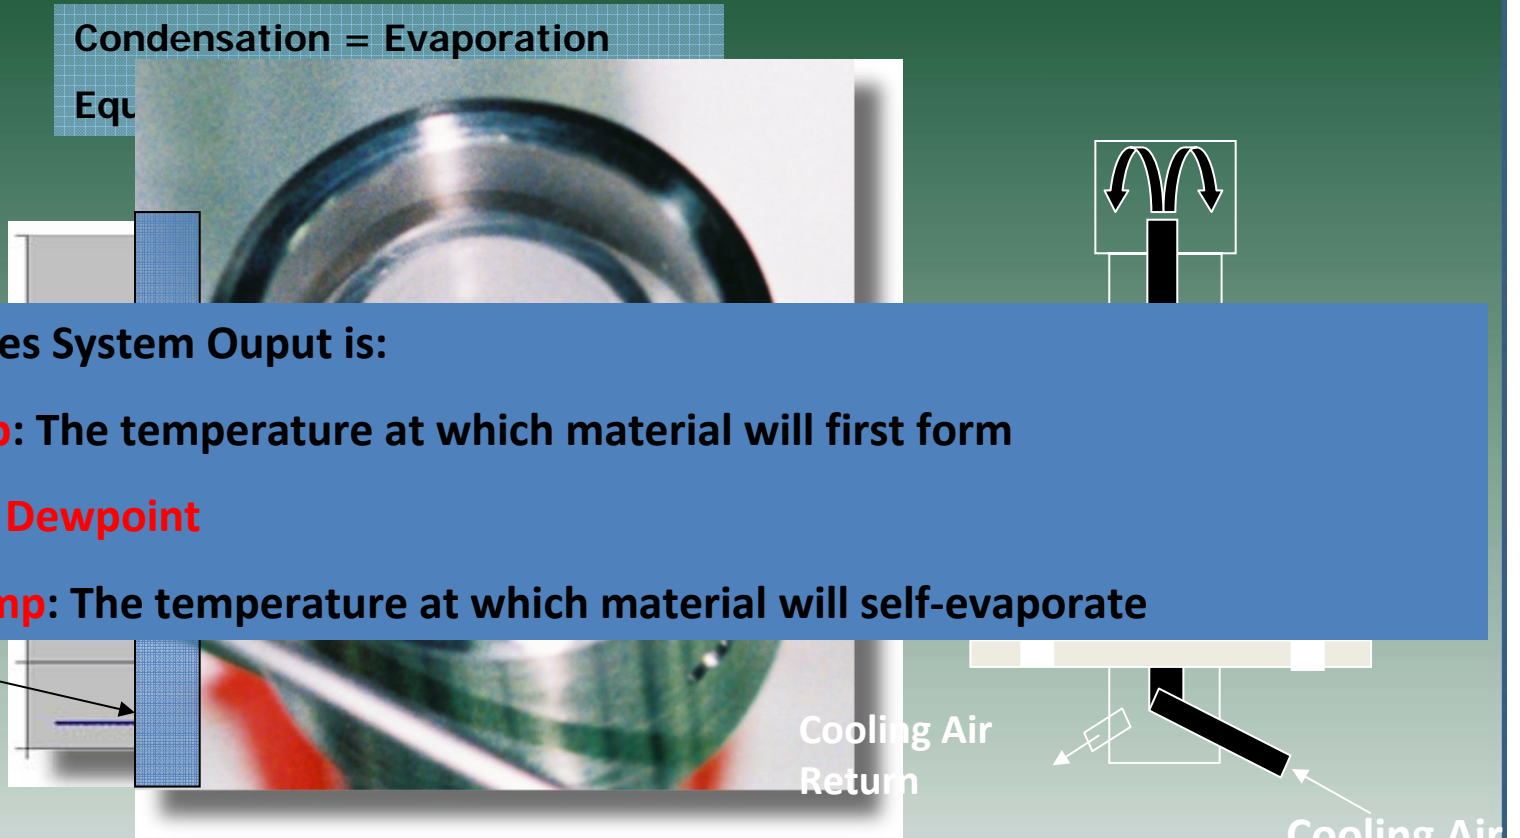 Condensation = Evaporation
Equ
es System Ouput is:
p: The temperature at which material will first form
Dewpoint
mp: The temperature at which material will self-evaporate
Cooling Air
Return
Cooling Air